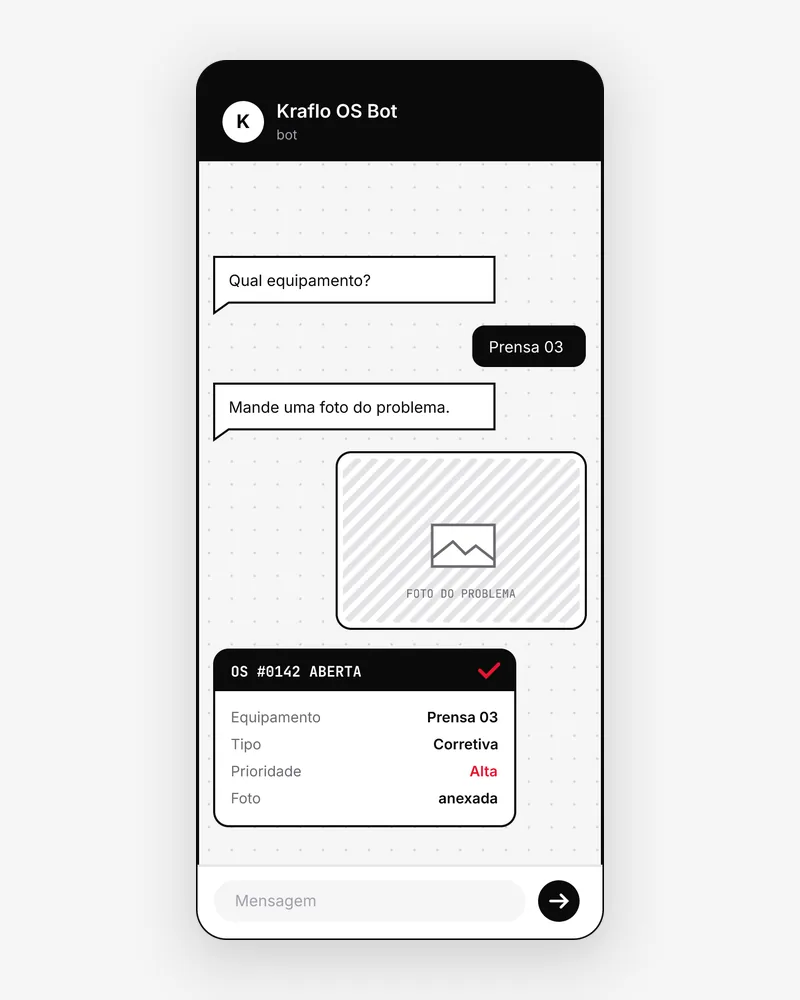 K
Kraflo OS Bot
bot
Qual equipamento?
Prensa 03
Mande uma foto do problema.
FOTO DO PROBLEMA
OS #0142 ABERTA
Equipamento Prensa 03
Tipo Corretiva
Prioridade Alta
Foto anexada
Mensagem